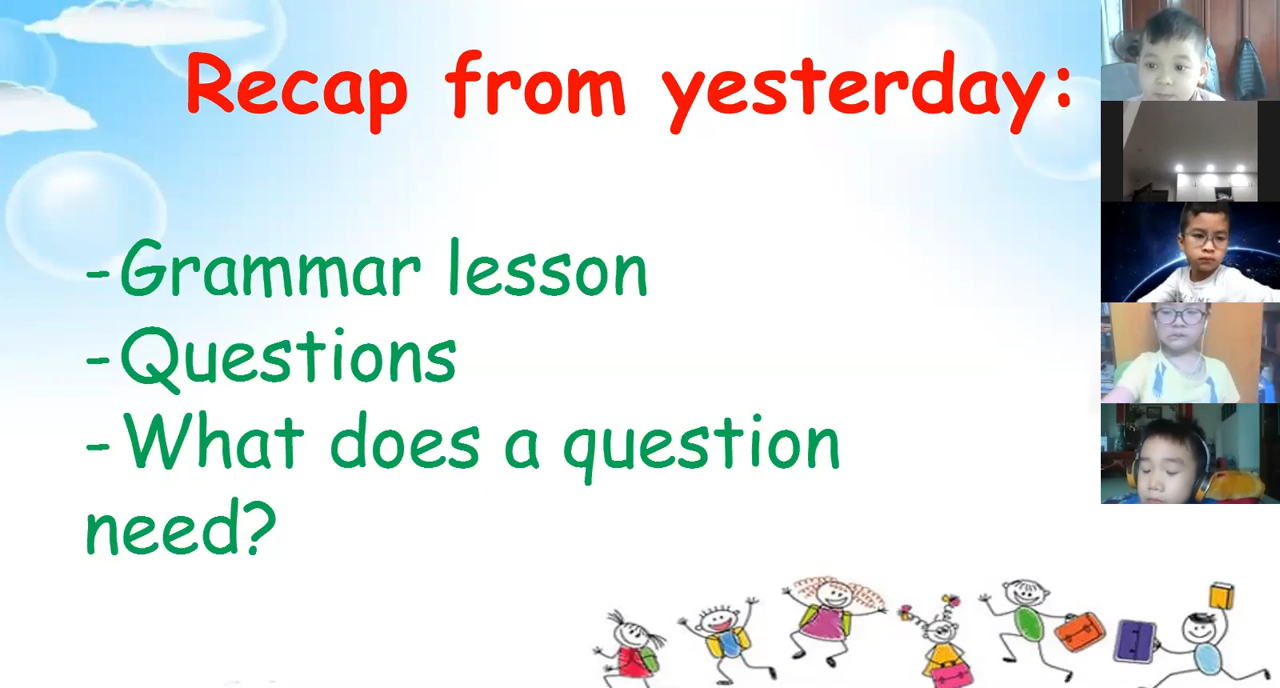 Recap from yesterday:
-Grammar lesson
-Questions
-What does a question
need?